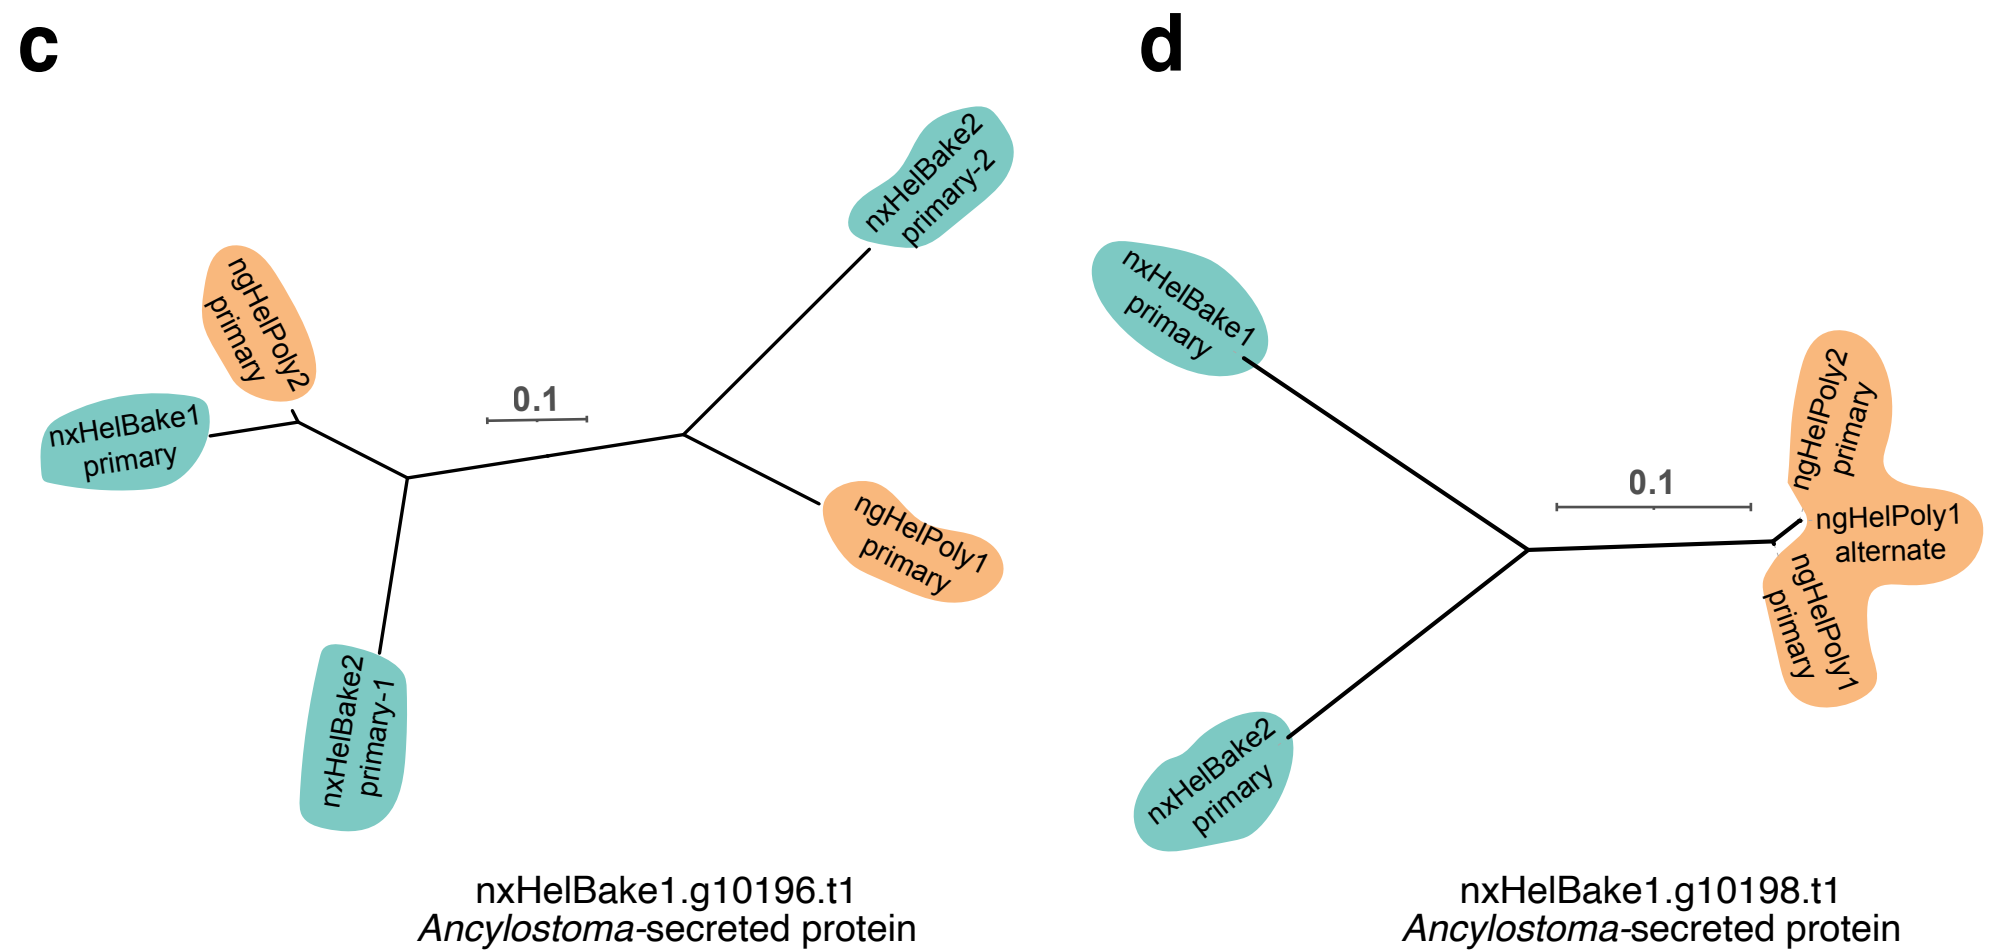 c
nxHelBake2
primary-2
ngHelPoly2
primary
nxHelBake1
primary
0.1
ngHelPoly1
primary
nxHelBake2
primary-1
nxHelBake1.g10196.t1
Ancylostoma-secreted protein
d
nxHelBake1
primary
ngHelPoly2
primary
0.1
ngHelPoly1
alternate
ngHelPoly1
primary
nxHelBake2
primary
nxHelBake1.g10198.t1
Ancylostoma-secreted protein